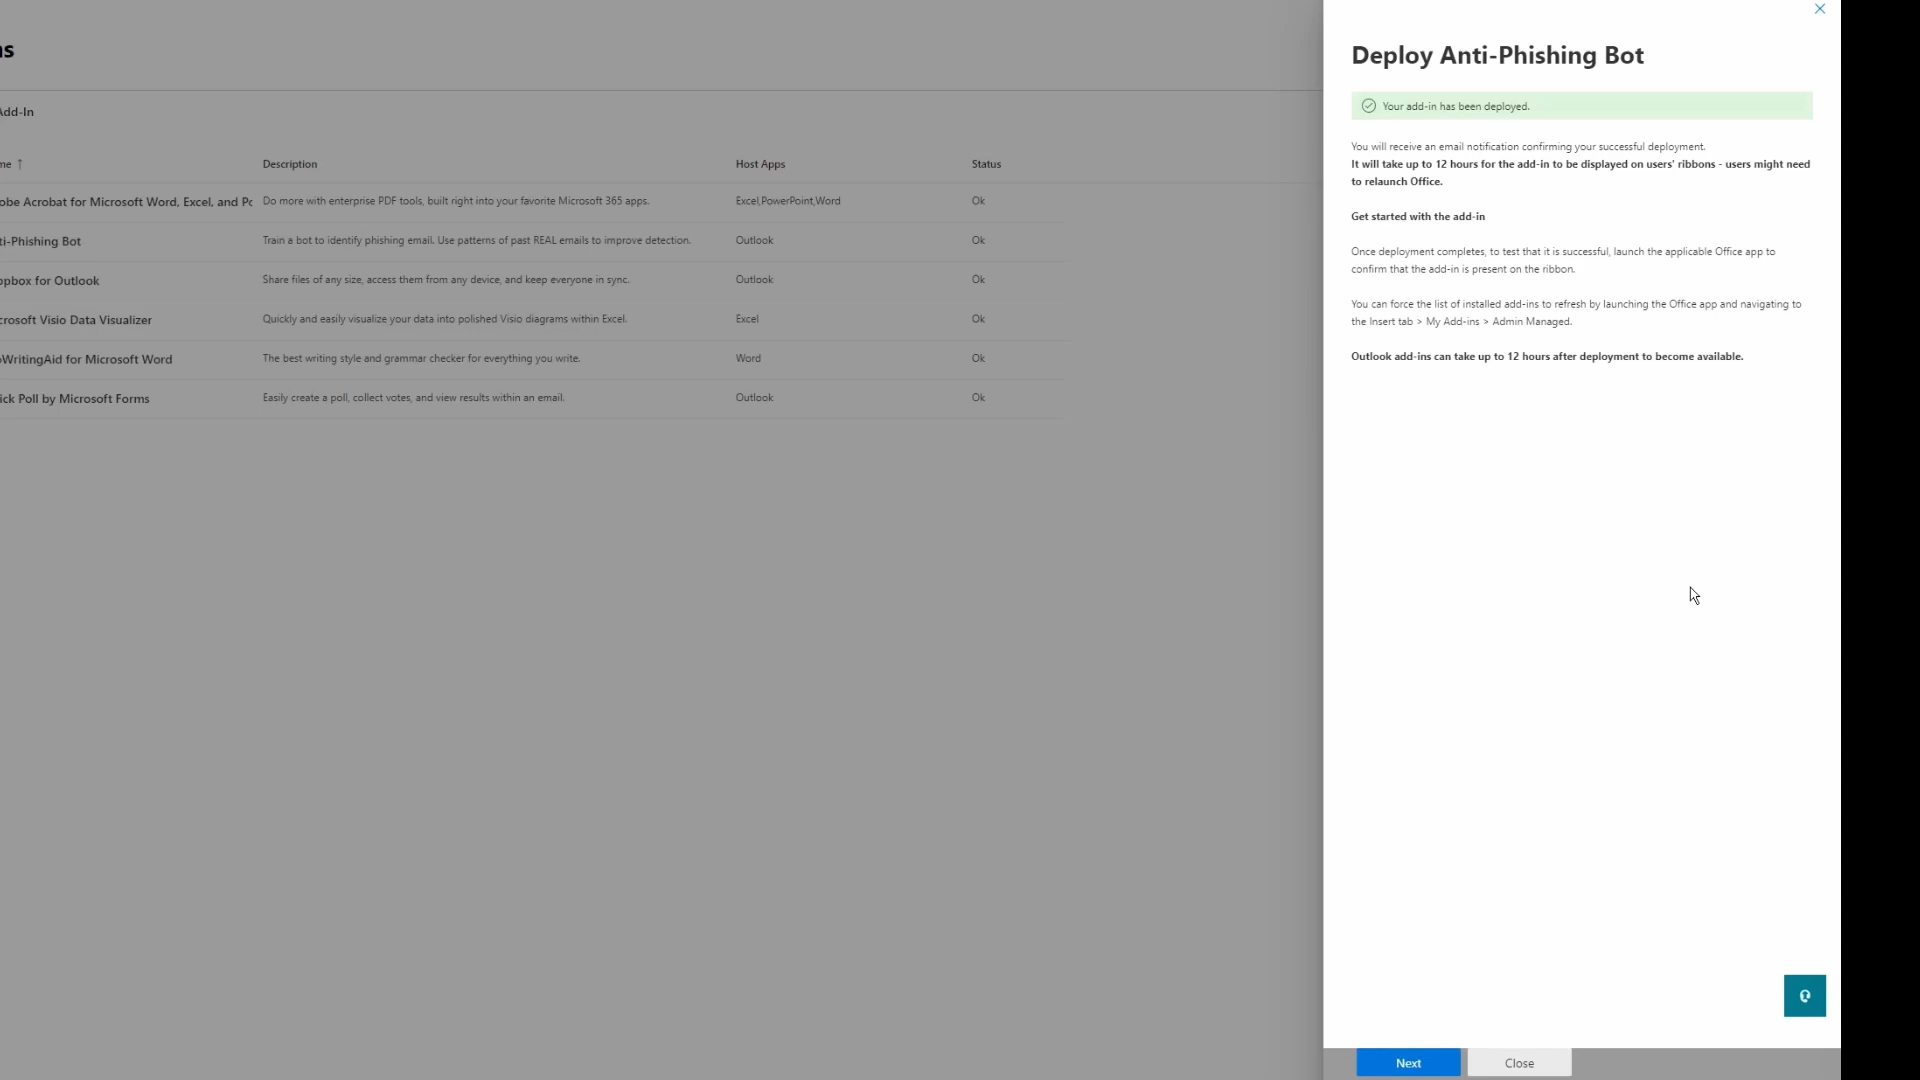 ns
Add-In
me ↑ Description Host Apps Status
obe Acrobat for Microsoft Word, Excel, and Po Do more with enterprise PDF tools, built right into your favorite Microsoft 365 apps. Excel,PowerPoint,Word Ok
ti-Phishing Bot Train a bot to identify phishing email. Use patterns of past REAL emails to improve detection. Outlook Ok
opbox for Outlook Share files of any size, access them from any device, and keep everyone in sync. Outlook Ok
crosoft Visio Data Visualizer Quickly and easily visualize your data into polished Visio diagrams within Excel. Excel Ok
oWritingAid for Microsoft Word The best writing style and grammar checker for everything you write. Word Ok
ick Poll by Microsoft Forms Easily create a poll, collect votes, and view results within an email. Outlook Ok
Deploy Anti-Phishing Bot
Your add-in has been deployed.
You will receive an email notification confirming your successful deployment.
It will take up to 12 hours for the add-in to be displayed on users' ribbons - users might need
to relaunch Office.
Get started with the add-in
Once deployment completes, to test that it is successful, launch the applicable Office app to
confirm that the add-in is present on the ribbon.
You can force the list of installed add-ins to refresh by launching the Office app and navigating to
the Insert tab > My Add-ins > Admin Managed.
Outlook add-ins can take up to 12 hours after deployment to become available.
Next Close